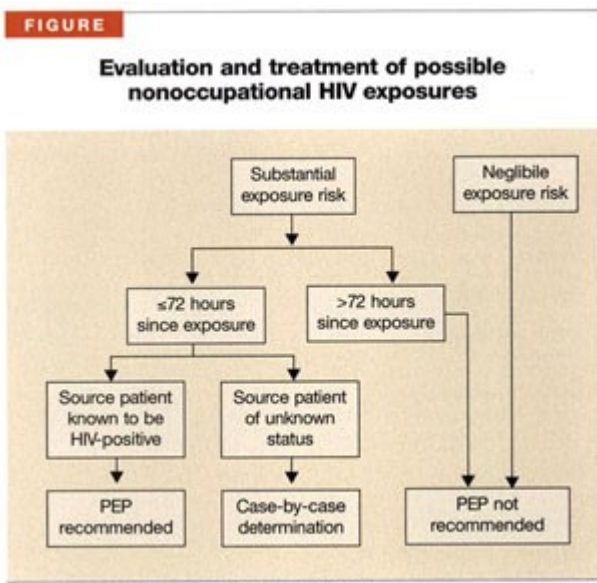 FIGURE
Evaluation and treatment of possible
nonoccupational HIV exposures
Substantial
exposure risk
Neglibile
exposure risk
≤72 hours
since exposure
>72 hours
since exposure
Source patient
known to be
HIV-positive
Source patient
of unknown
status
PEP
recommended
Case-by-case
determination
PEP not
recommended